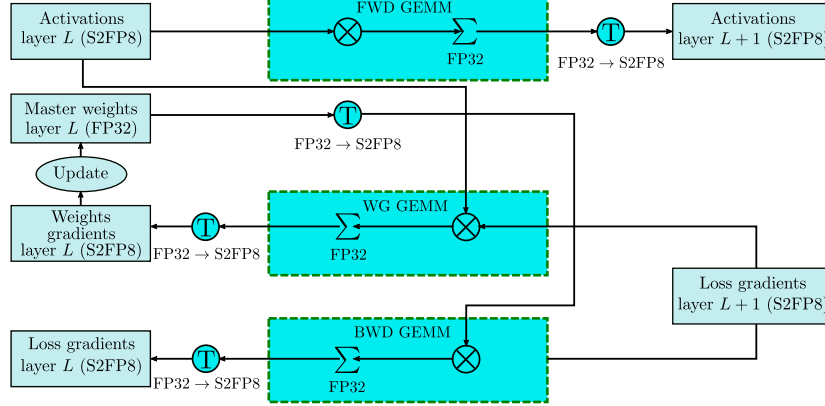 Activations
layer L (S2FP8)
FWD GEMM
∑
FP32
T
FP32 → S2FP8
Activations
layer L + 1 (S2FP8)
Master weights
layer L (FP32)
T
FP32 → S2FP8
Update
Weights
gradients
layer L (S2FP8)
T
FP32 → S2FP8
WG GEMM
∑
FP32
Loss gradients
layer L + 1 (S2FP8)
Loss gradients
layer L (S2FP8)
T
FP32 → S2FP8
BWD GEMM
∑
FP32